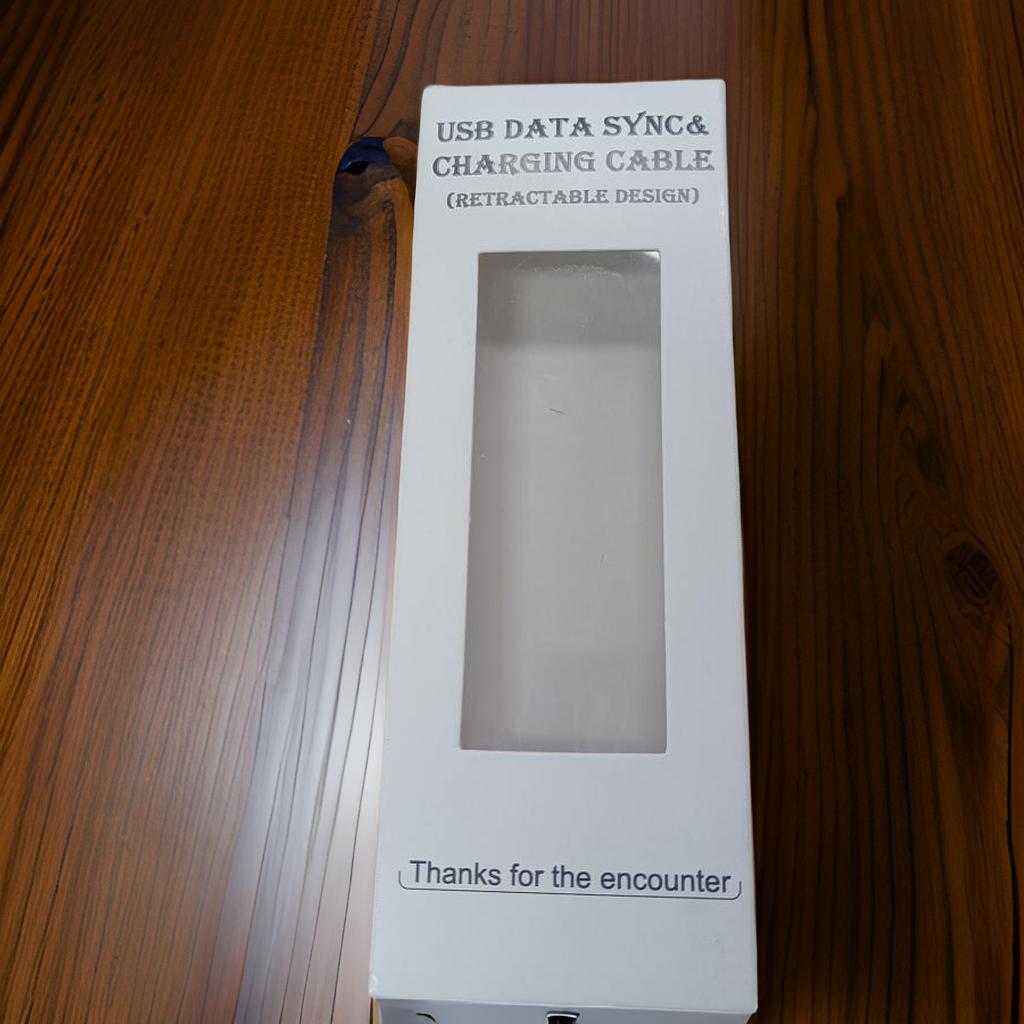 USB DATA SYNC&
CHARGING CABLE
(RETRACTABLE DESIGN)
Thanks for the encounter